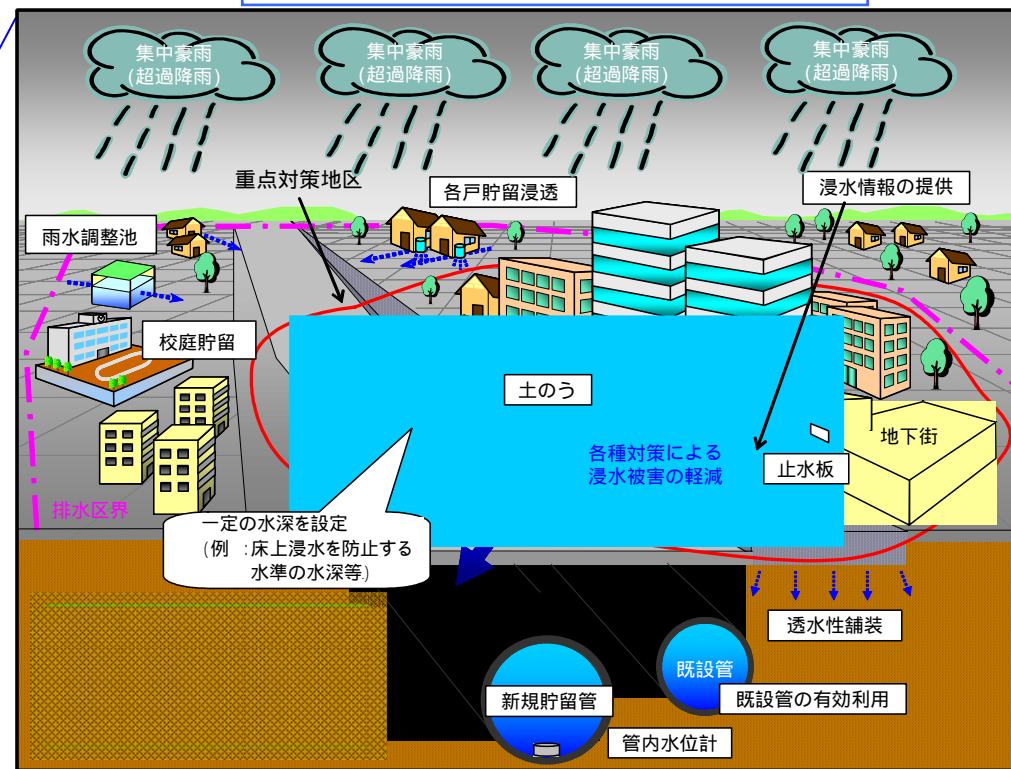 集中豪雨
(超過降雨)
集中豪雨
(超過降雨)
集中豪雨
(超過降雨)
集中豪雨
(超過降雨)
重点対策地区
各戸貯留浸透
浸水情報の提供
雨水調整池
校庭貯留
土のう
地下街
各種対策による
浸水被害の軽減
止水板
排水区界
一定の水深を設定
(例 :床上浸水を防止する
水準の水深等)
透水性舗装
既設管
新規貯留管
既設管の有効利用
管内水位計